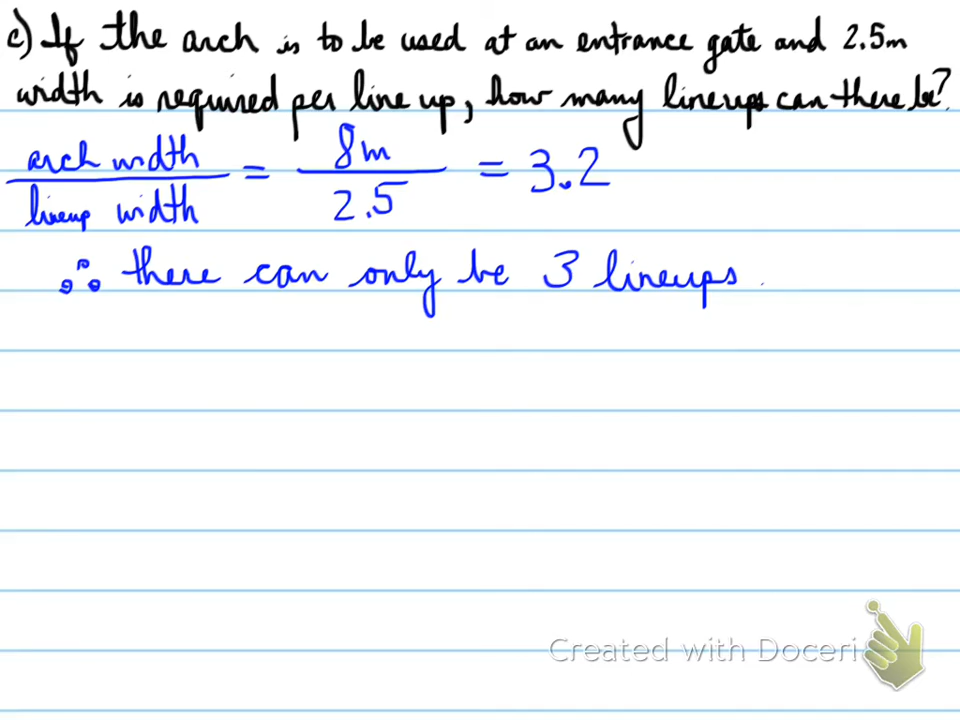 c) If the arch is to be used at an entrance gate and 2.5m
width is required per line up, how many lineups can there be?
arch width / lineup width = 8m / 2.5 = 3.2
∴ there can only be 3 lineups.
Created with Doceri